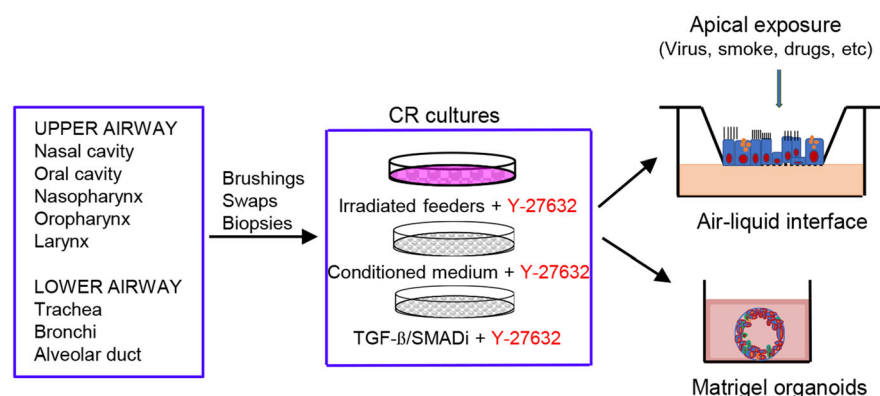 UPPER AIRWAY
Nasal cavity
Oral cavity
Nasopharynx
Oropharynx
Larynx
LOWER AIRWAY
Trachea
Bronchi
Alveolar duct
Brushings
Swaps
Biopsies
CR cultures
Irradiated feeders + Y-27632
Conditioned medium + Y-27632
TGF-ß/SMADi + Y-27632
Apical exposure
(Virus, smoke, drugs, etc)
Air-liquid interface
Matrigel organoids